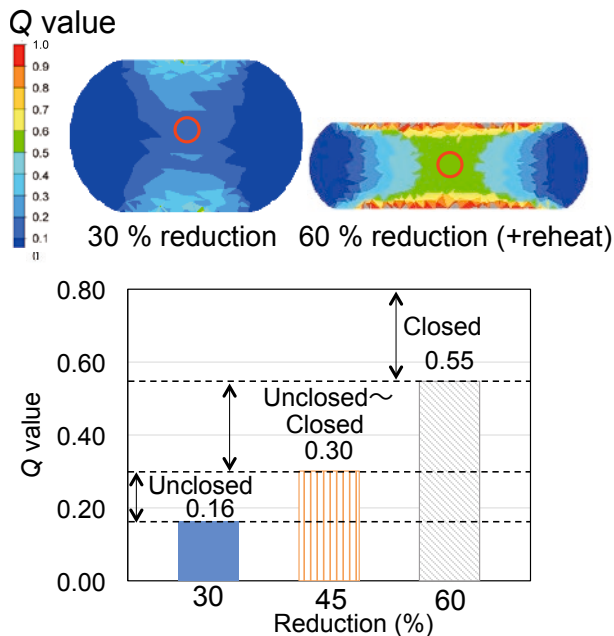 Q value
1.0
0.9
0.8
0.7
0.6
0.5
0.4
0.3
0.2
0.1
30 % reduction
60 % reduction (+reheat)
0.80
0.60
0.40
0.20
0.00
Q value
Closed
0.55
Unclosed～
Closed
0.30
Unclosed
0.16
30
45
60
Reduction (%)